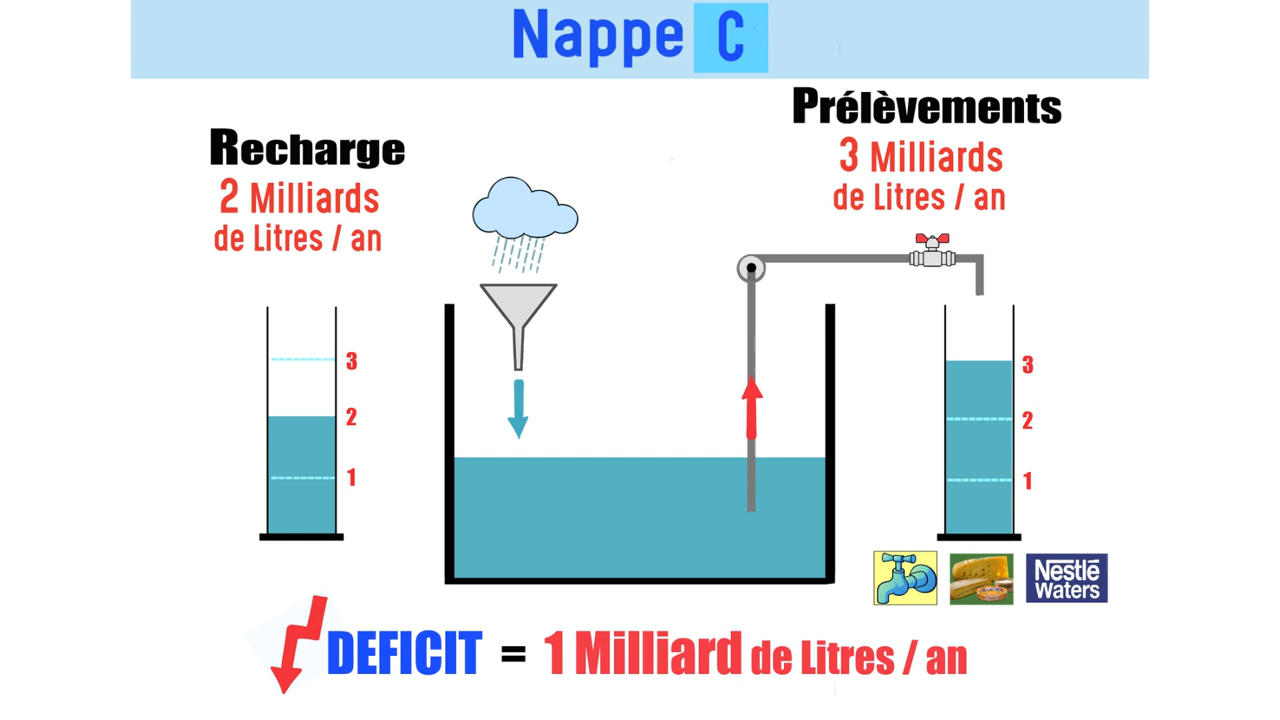 Nappe C
Recharge
2 Milliards
de Litres / an
Prélèvements
3 Milliards
de Litres / an
3
2
1
3
2
1
Nestlé
Waters
DEFICIT = 1 Milliard de Litres / an